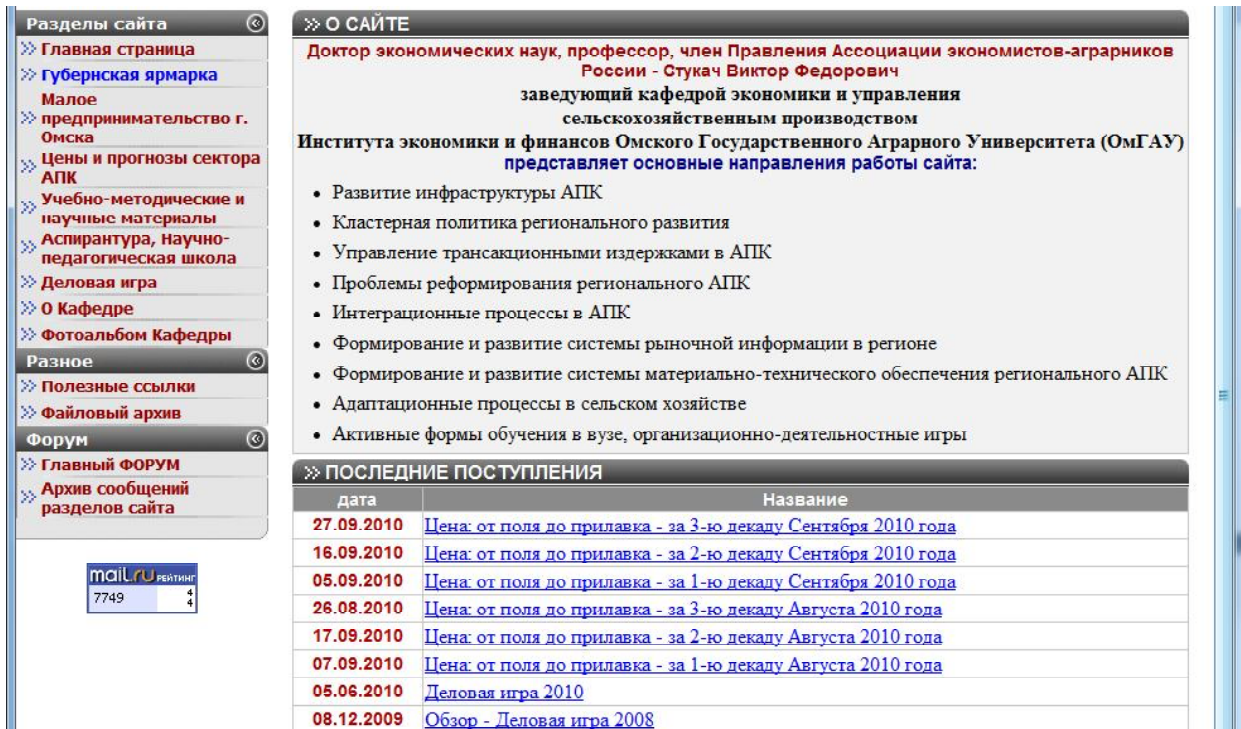 Разделы сайта
Главная страница
Губернская ярмарка
Малое
предпринимательство г.
Омска
Цены и прогнозы сектора
АПК
Учебно-методические и
научные материалы
Аспирантура, Научно-
педагогическая школа
Деловая игра
О Кафедре
Фотоальбом Кафедры
Разное
Полезные ссылки
Файловый архив
Форум
Главный ФОРУМ
Архив сообщений
разделов сайта
mail.ru РЕЙТИНГ
7749 4
4
О САЙТЕ
Доктор экономических наук, профессор, член Правления Ассоциации экономистов-аграрников
России - Стукач Виктор Федорович
заведующий кафедрой экономики и управления
сельскохозяйственным производством
Института экономики и финансов Омского Государственного Аграрного Университета (ОмГАУ)
представляет основные направления работы сайта:
• Развитие инфраструктуры АПК
• Кластерная политика регионального развития
• Управление трансакционными издержками в АПК
• Проблемы реформирования регионального АПК
• Интеграционные процессы в АПК
• Формирование и развитие системы рыночной информации в регионе
• Формирование и развитие системы материально-технического обеспечения регионального АПК
• Адаптационные процессы в сельском хозяйстве
• Активные формы обучения в вузе, организационно-деятельностные игры
ПОСЛЕДНИЕ ПОСТУПЛЕНИЯ
дата Название
27.09.2010 Цена: от поля до прилавка - за 3-ю декаду Сентября 2010 года
16.09.2010 Цена: от поля до прилавка - за 2-ю декаду Сентября 2010 года
05.09.2010 Цена: от поля до прилавка - за 1-ю декаду Сентября 2010 года
26.08.2010 Цена: от поля до прилавка - за 3-ю декаду Августа 2010 года
17.09.2010 Цена: от поля до прилавка - за 2-ю декаду Августа 2010 года
07.09.2010 Цена: от поля до прилавка - за 1-ю декаду Августа 2010 года
05.06.2010 Деловая игра 2010
08.12.2009 Обзор - Деловая игра 2008